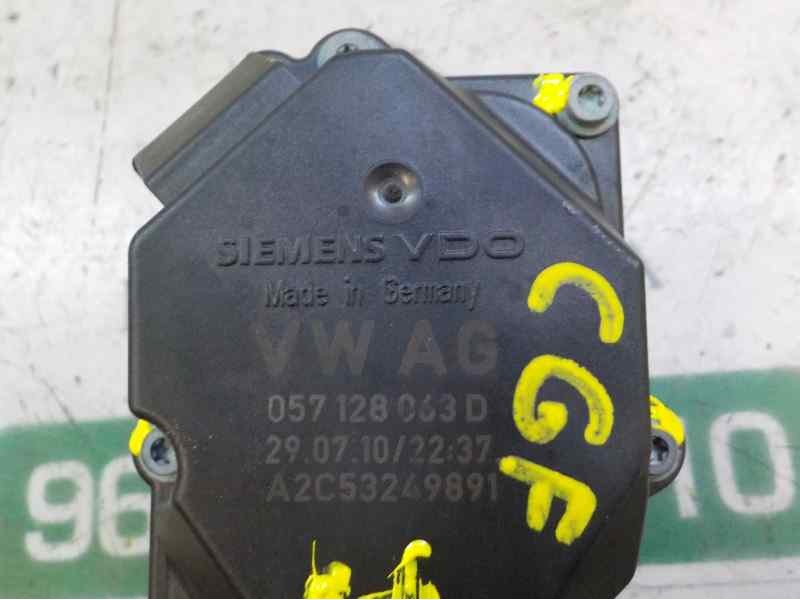 SIEMENS VDO
Made in Germany
VW AG
057 128 063 D
29.07.10/22:37
A2C53249891
CGF
96
10